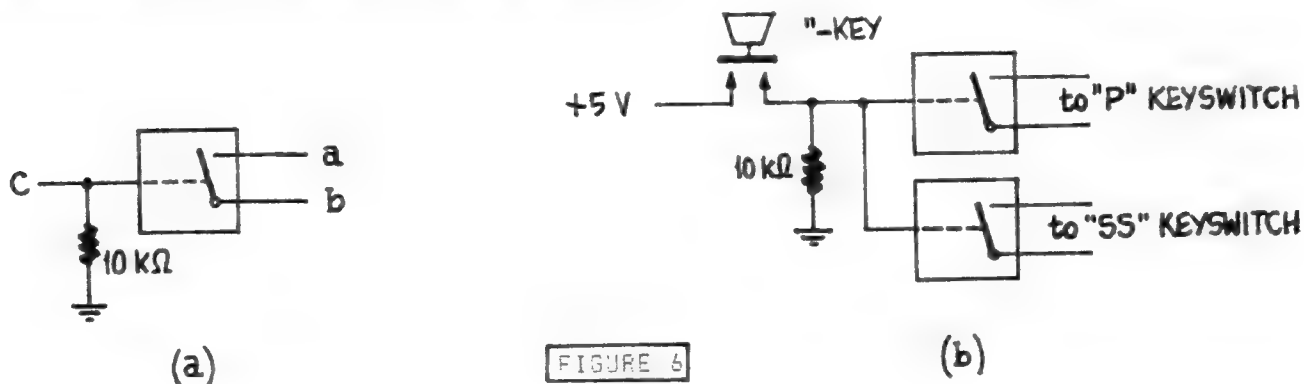 "-KEY
+5 V
10 kΩ
to "P" KEYSWITCH
to "SS" KEYSWITCH
C
a
b
10 kΩ
(a)
FIGURE 6
(b)